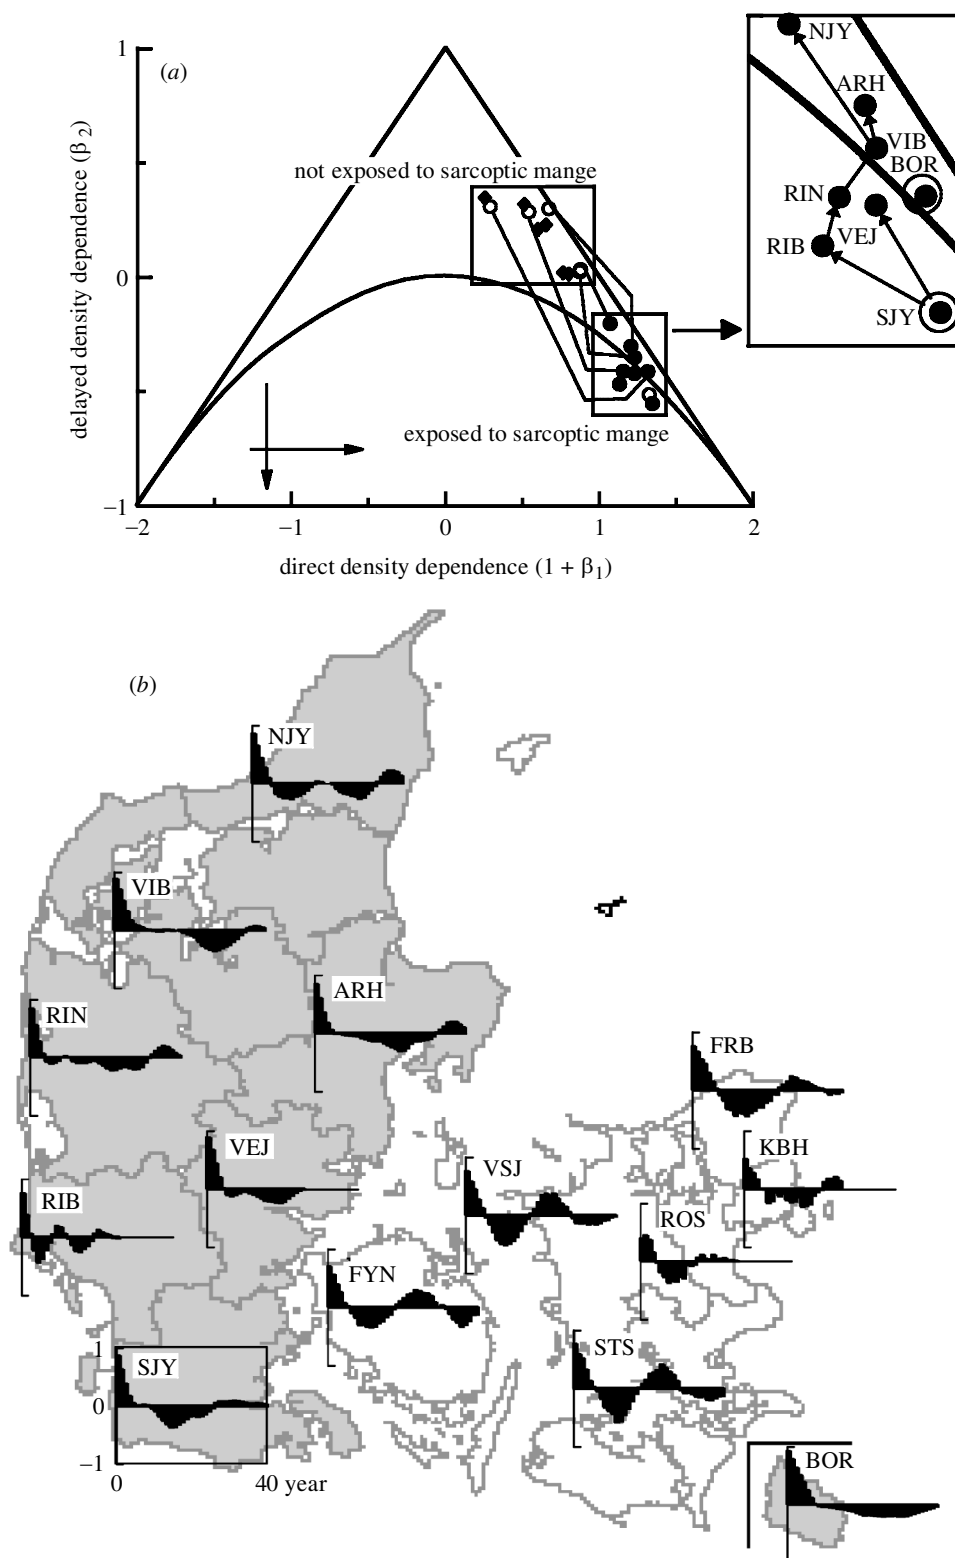 (a)
1
0
−1
delayed density dependence (β2)
not exposed to sarcoptic mange
exposed to sarcoptic mange
−2
−1
0
1
2
direct density dependence (1 + β1)
NJY
ARH
VIB
BOR
RIN
RIB
VEJ
SJY
(b)
NJY
VIB
RIN
ARH
FRB
VEJ
KBH
VSJ
RIB
ROS
FYN
STS
1
SJY
0
−1
0
40 year
BOR